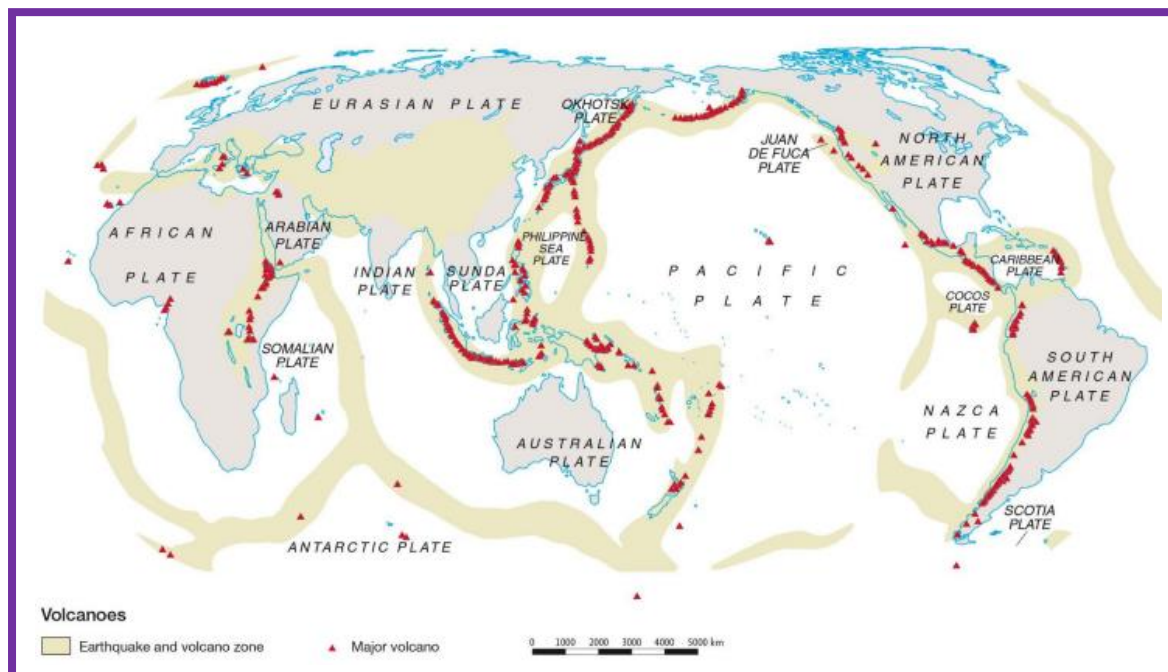 EURASIAN PLATE
OKHOTSK
PLATE
JUAN
DE FUCA
PLATE
NORTH
AMERICAN
PLATE
AFRICAN
PLATE
ARABIAN
PLATE
INDIAN
PLATE
SUNDA
PLATE
PHILIPPINE
SEA
PLATE
PACIFIC
PLATE
CARIBBEAN
PLATE
COCOS
PLATE
SOMALIAN
PLATE
SOUTH
AMERICAN
PLATE
NAZCA
PLATE
AUSTRALIAN
PLATE
SCOTIA
PLATE
ANTARCTIC PLATE
Volcanoes
Earthquake and volcano zone
Major volcano
0 1000 2000 3000 4000 5000 km